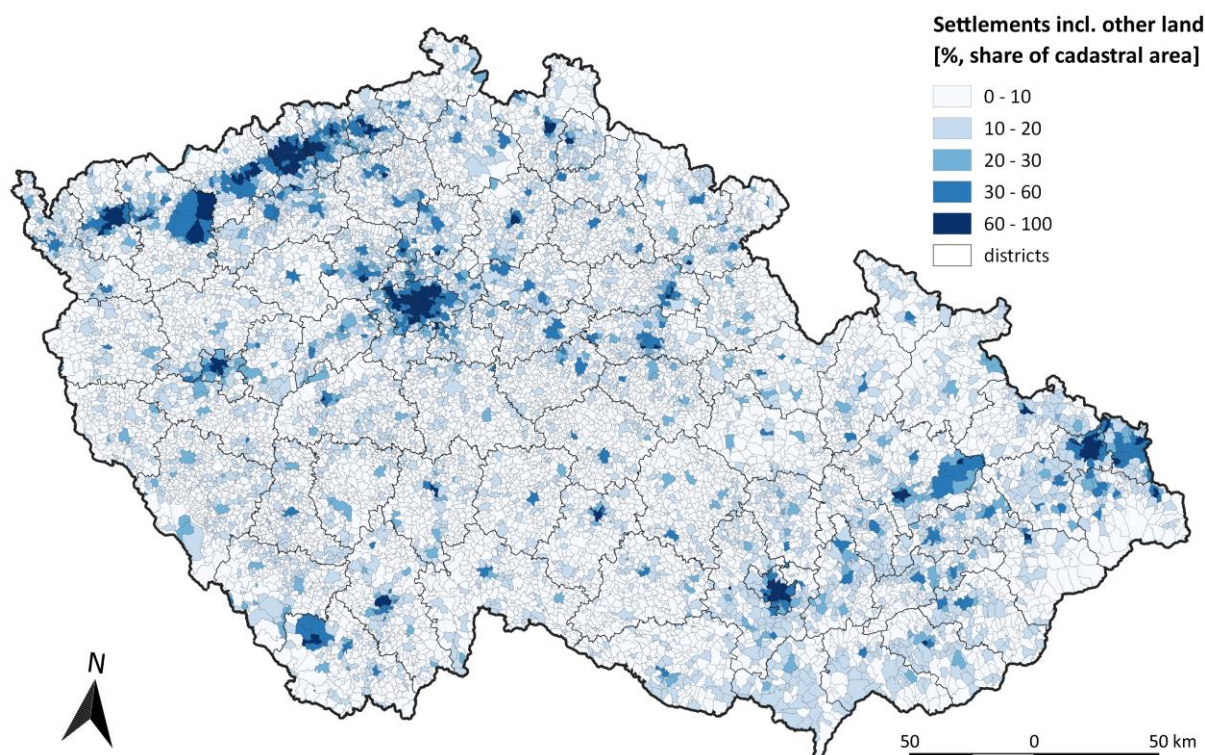 Settlements incl. other land
[%, share of cadastral area]
0 - 10
10 - 20
20 - 30
30 - 60
60 - 100
districts
N
50 0 50 km